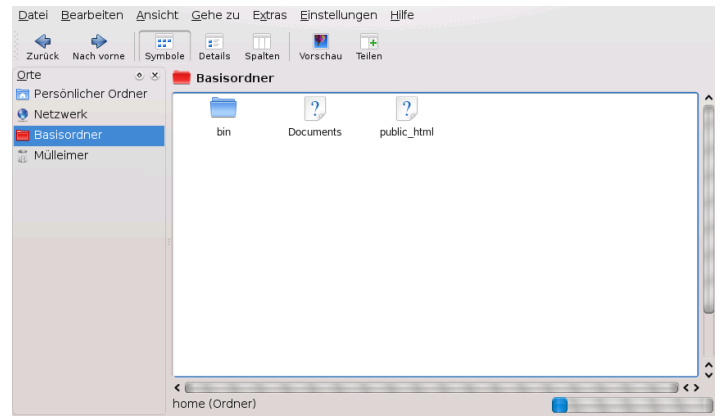 Datei Bearbeiten Ansicht Gehe zu Extras Einstellungen Hilfe
Zurück Nach vorne Symbole Details Spalten Vorschau Teilen
Orte
Basisordner
Persönlicher Ordner
Netzwerk
Basisordner
Mülleimer
bin Documents public_html
home (Ordner)